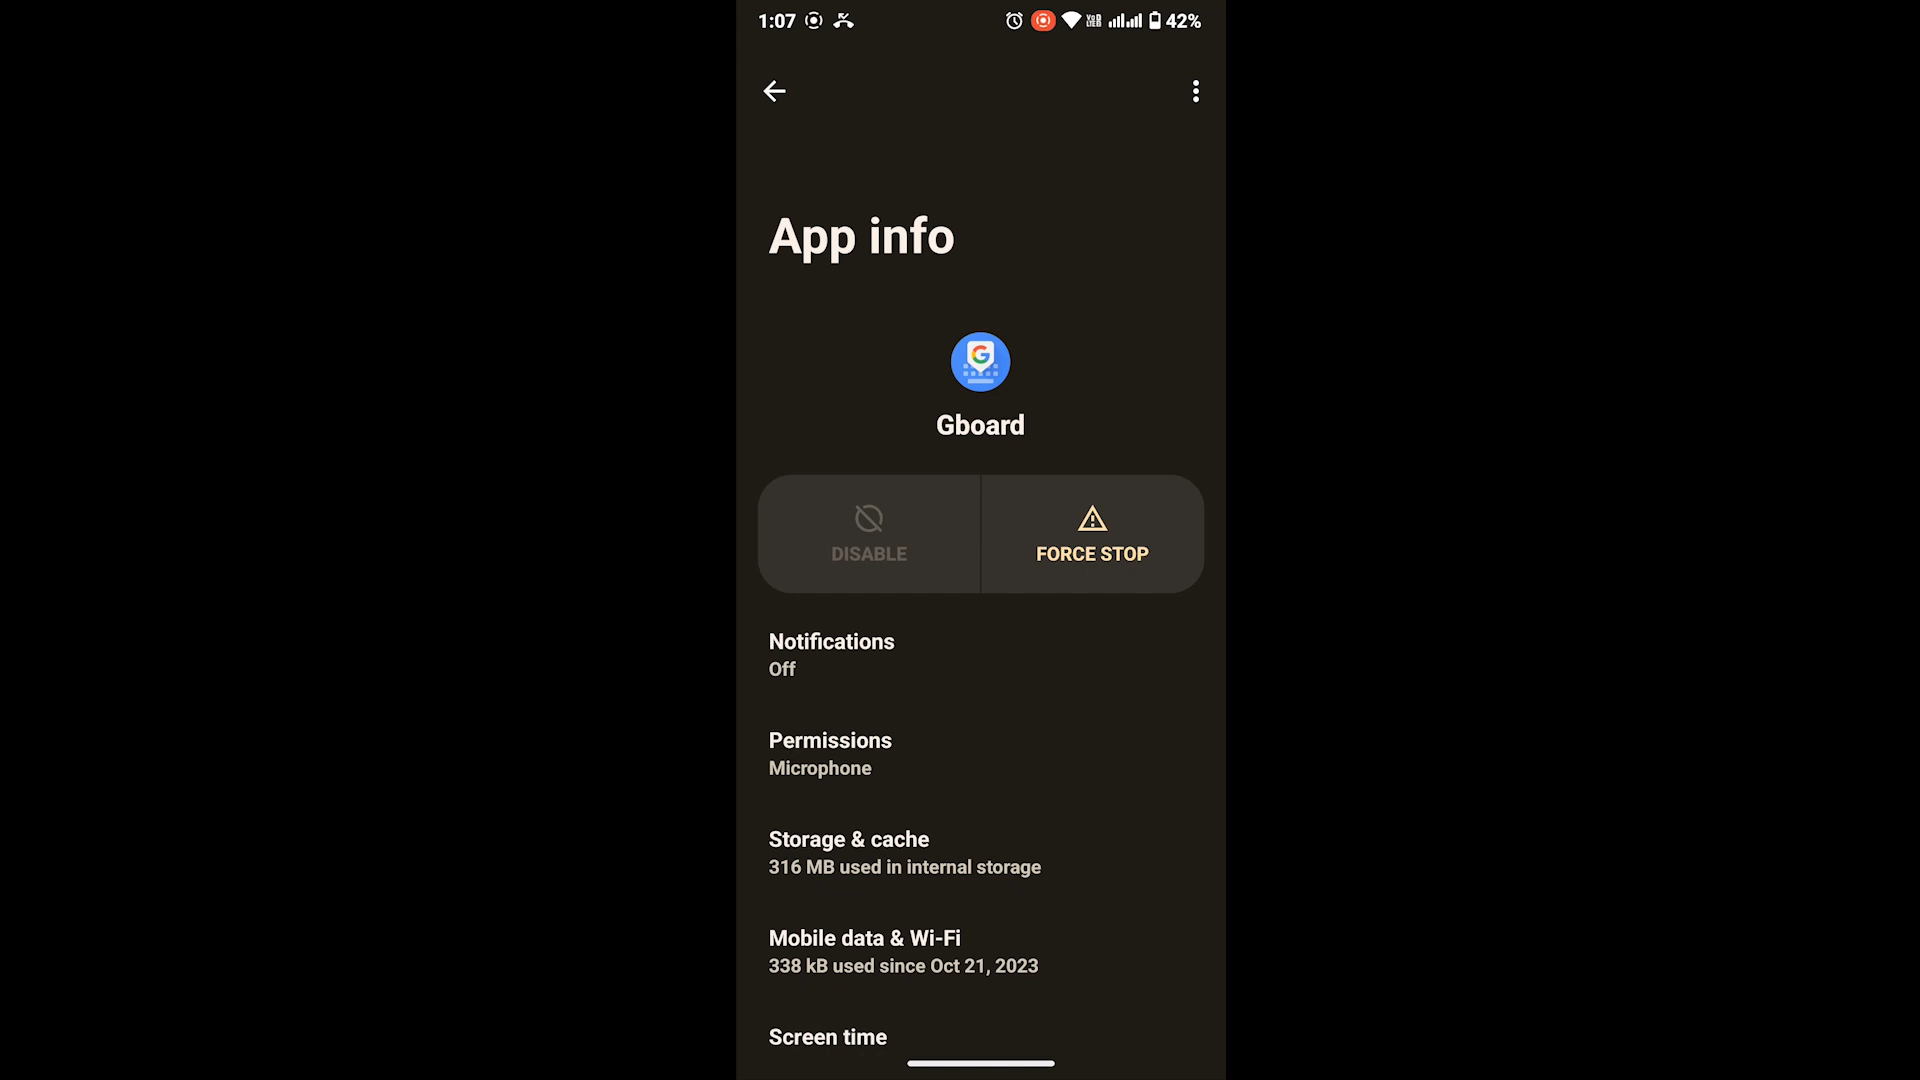 1:07 42%
App info
Gboard
DISABLE FORCE STOP
Notifications
Off
Permissions
Microphone
Storage & cache
316 MB used in internal storage
Mobile data & Wi-Fi
338 kB used since Oct 21, 2023
Screen time